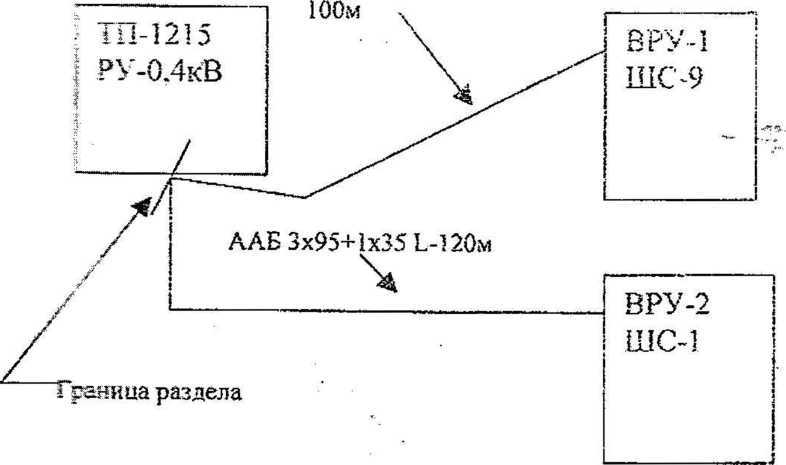 100м
ТП-1215
РУ-0,4кВ
ВРУ-1
ШС-9
ААБ 3х95+1х35 L-120м
ВРУ-2
ШС-1
Граница раздела